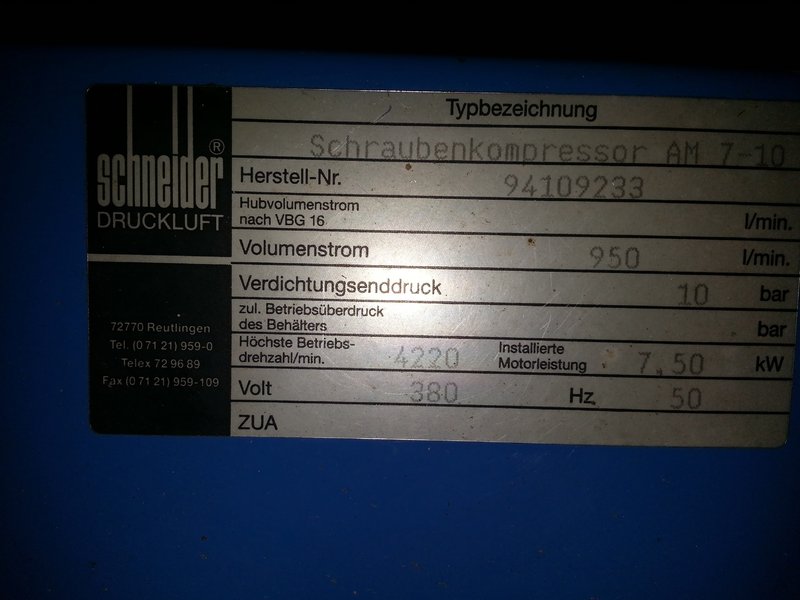 schneider ®
DRUCKLUFT
72770 Reutlingen
Tel. (0 71 21) 959-0
Telex 72 96 89
Fax (0 71 21) 959-109
Typbezeichnung
Schraubenkompressor AM 7-10
Herstell-Nr. 94109233
Hubvolumenstrom
nach VBG 16 l/min.
Volumenstrom 950 l/min.
Verdichtungsenddruck 10 bar
zul. Betriebsüberdruck
des Behälters bar
Höchste Betriebs-
drehzahl/min. 4220
Installierte
Motorleistung 7,50 kW
Volt 380 Hz 50
ZUA